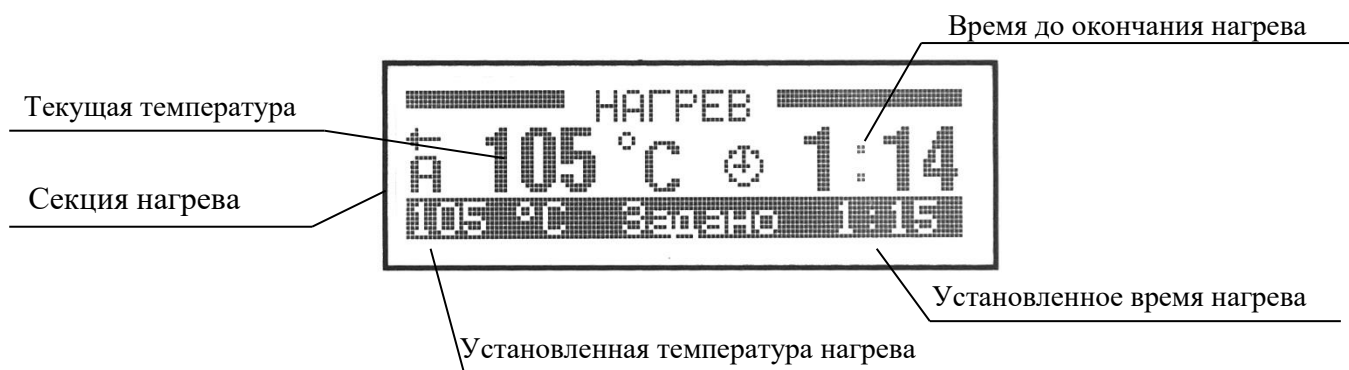 Время до окончания нагрева
Текущая температура
НАГРЕВ
A 105 °C 1:14
Секция нагрева
105 °C Задано 1:15
Установленное время нагрева
Установленная температура нагрева